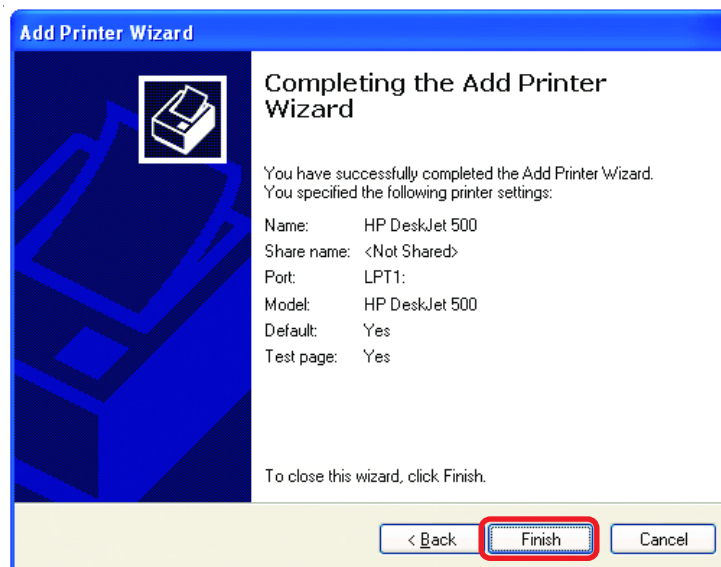 Add Printer Wizard
Completing the Add Printer
Wizard
You have successfully completed the Add Printer Wizard.
You specified the following printer settings:
Name: HP DeskJet 500
Share name: <Not Shared>
Port: LPT1:
Model: HP DeskJet 500
Default: Yes
Test page: Yes
To close this wizard, click Finish.
< Back Finish Cancel